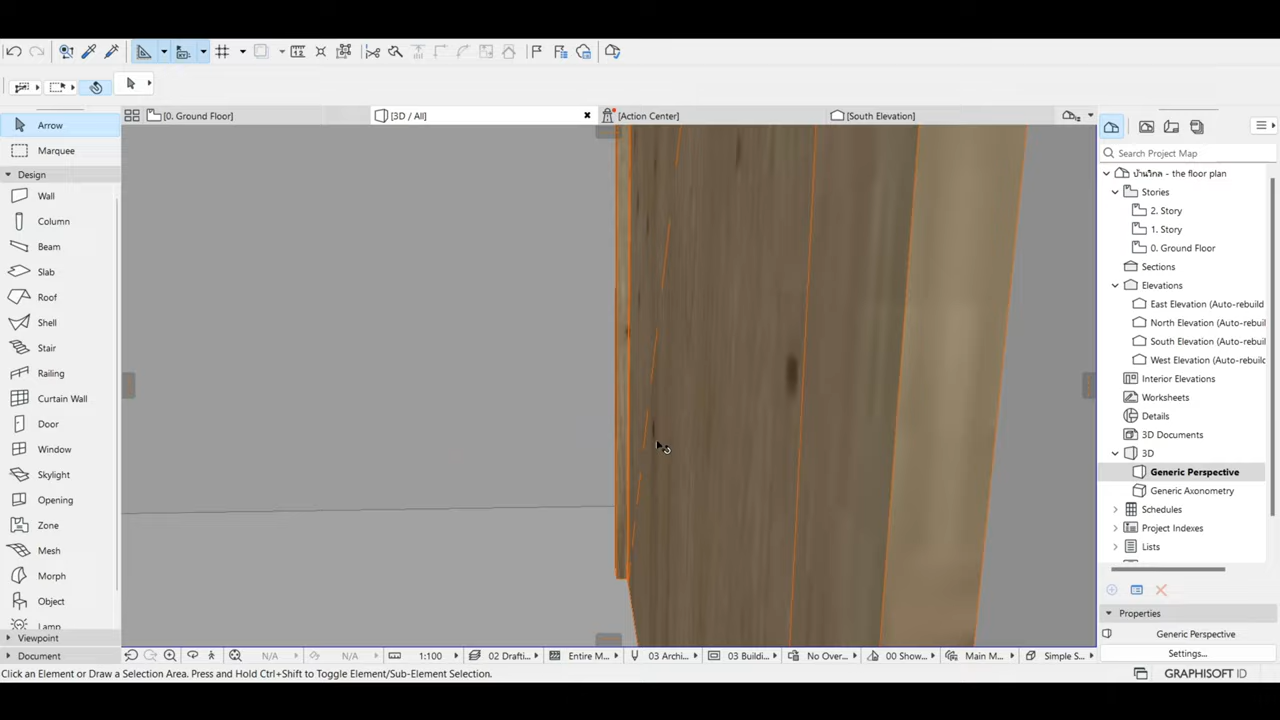 [0. Ground Floor]
[3D / All]
[Action Center]
[South Elevation]
Arrow
Marquee
Design
Wall
Column
Beam
Slab
Roof
Shell
Stair
Railing
Curtain Wall
Door
Window
Skylight
Opening
Zone
Mesh
Morph
Object
Lamp
Viewpoint
Document
Search Project Map
บ้านวิกล - the floor plan
Stories
2. Story
1. Story
0. Ground Floor
Sections
Elevations
East Elevation (Auto-rebuild
North Elevation (Auto-rebuil
South Elevation (Auto-rebuil
West Elevation (Auto-rebuil
Interior Elevations
Worksheets
Details
3D Documents
3D
Generic Perspective
Generic Axonometry
Schedules
Project Indexes
Lists
Properties
Generic Perspective
Settings...
N/A
N/A
1:100
02 Drafti...
Entire M...
03 Archi...
03 Buildi...
No Over...
00 Show...
Main M...
Simple S...
Click an Element or Draw a Selection Area. Press and Hold Ctrl+Shift to Toggle Element/Sub-Element Selection.
GRAPHISOFT ID